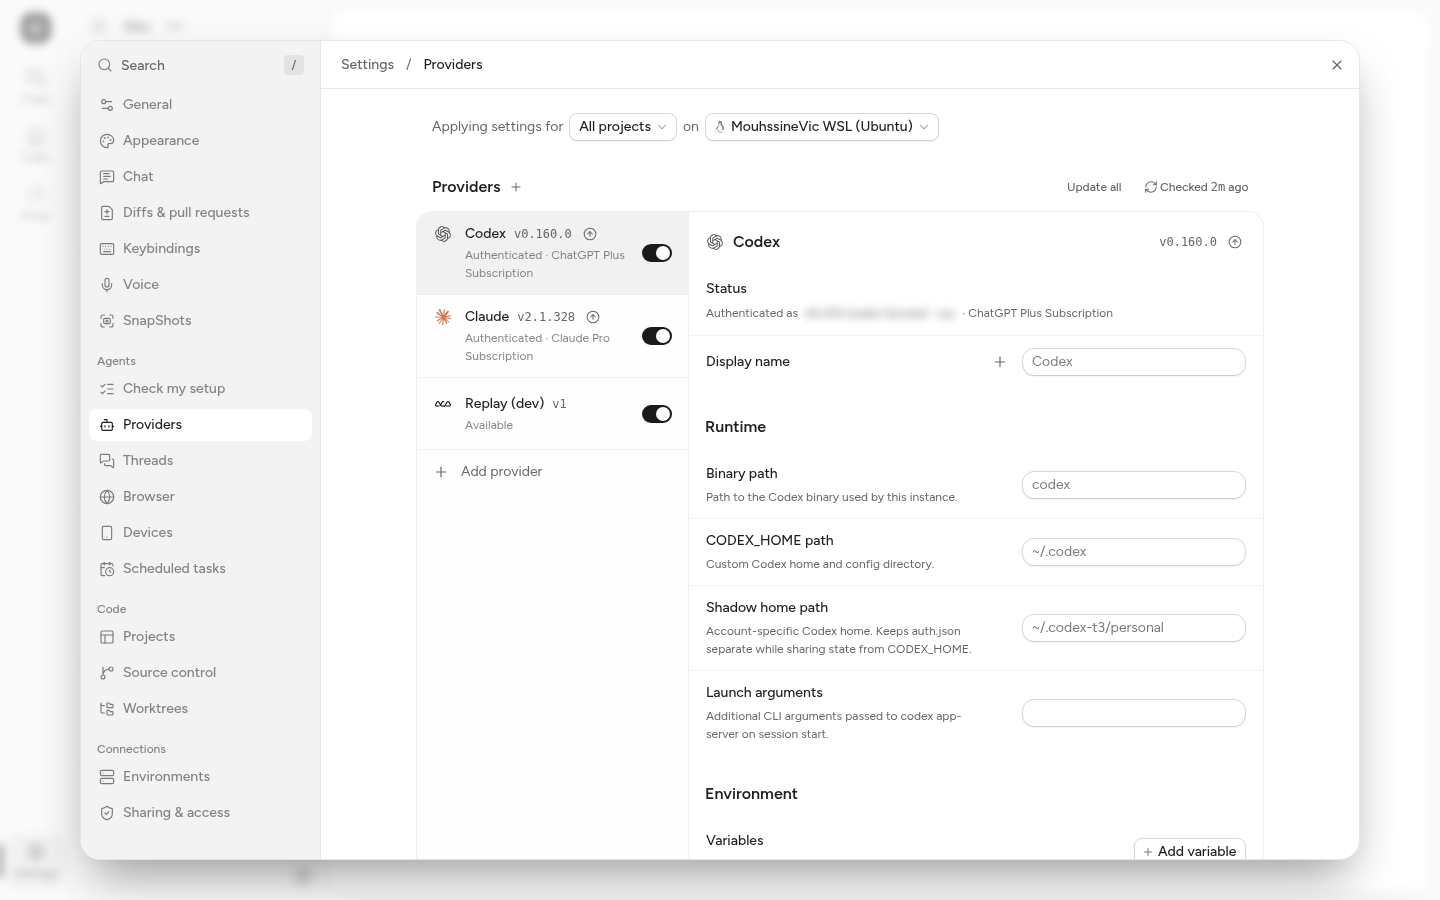 Search /
General
Appearance
Chat
Diffs & pull requests
Keybindings
Voice
SnapShots
Agents
Check my setup
Providers
Threads
Browser
Devices
Scheduled tasks
Code
Projects
Source control
Worktrees
Connections
Environments
Sharing & access
Settings / Providers
Applying settings for All projects on MouhssineVic WSL (Ubuntu)
Providers
Update all Checked 2m ago
Codex v0.160.0
Authenticated · ChatGPT Plus
Subscription
Claude v2.1.328
Authenticated · Claude Pro
Subscription
Replay (dev) v1
Available
Add provider
Codex v0.160.0
Status
Authenticated as · ChatGPT Plus Subscription
Display name Codex
Runtime
Binary path
Path to the Codex binary used by this instance.
codex
CODEX_HOME path
Custom Codex home and config directory.
~/.codex
Shadow home path
Account-specific Codex home. Keeps auth.json
separate while sharing state from CODEX_HOME.
~/.codex-t3/personal
Launch arguments
Additional CLI arguments passed to codex app-
server on session start.
Environment
Variables
Add variable